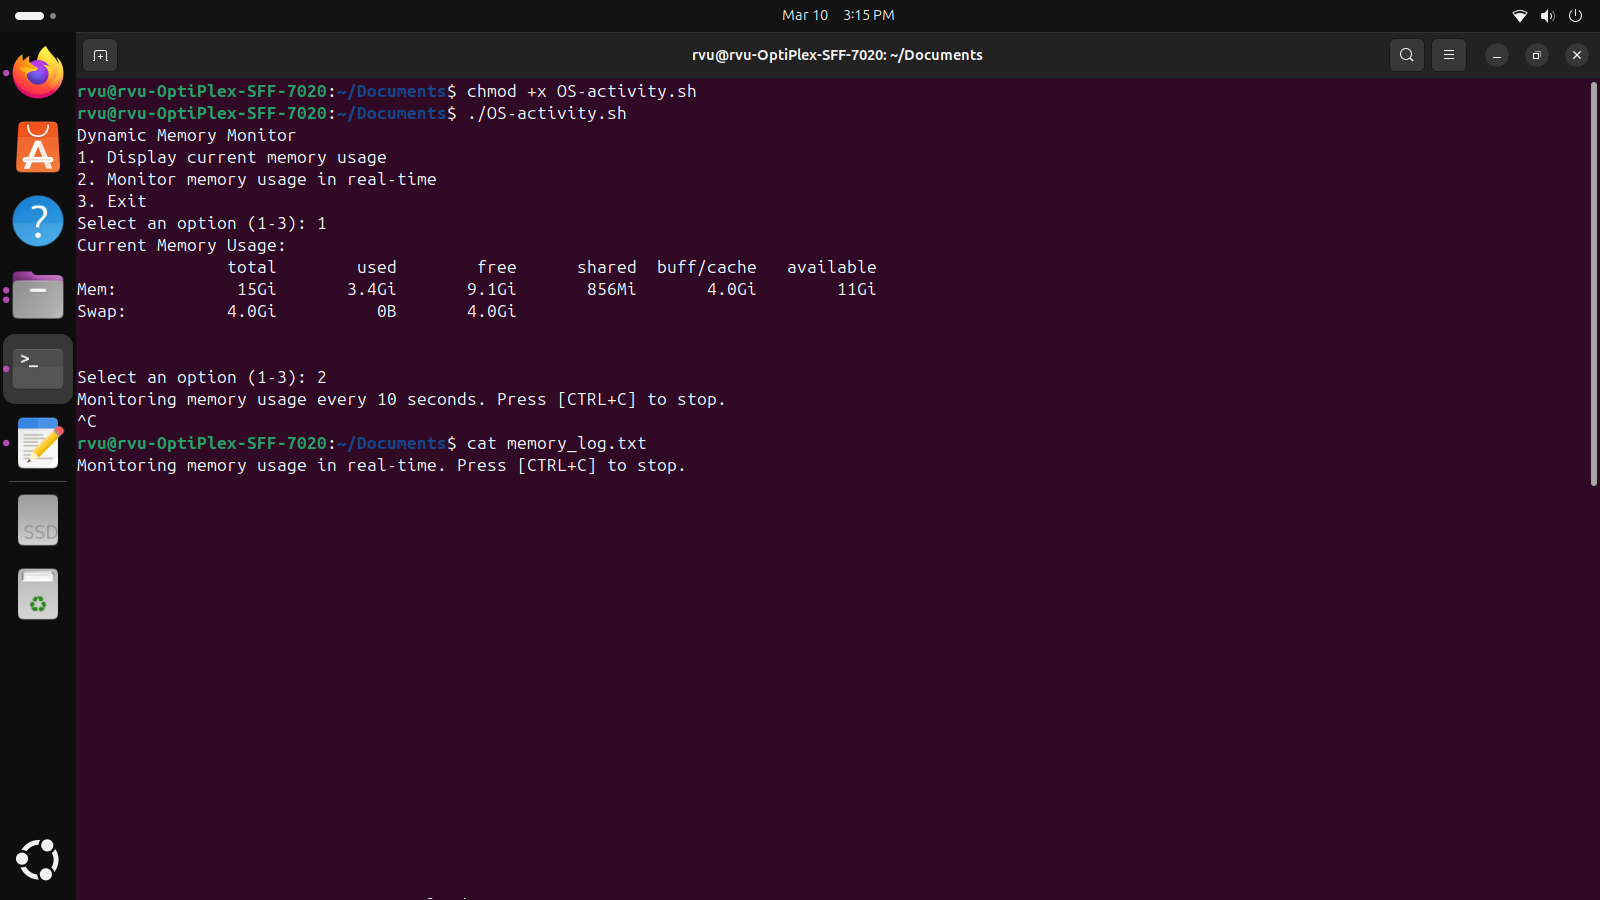 Mar 10 3:15 PM
rvu@rvu-OptiPlex-SFF-7020: ~/Documents
rvu@rvu-OptiPlex-SFF-7020:~/Documents$ chmod +x OS-activity.sh
rvu@rvu-OptiPlex-SFF-7020:~/Documents$ ./OS-activity.sh
Dynamic Memory Monitor
1. Display current memory usage
2. Monitor memory usage in real-time
3. Exit
Select an option (1-3): 1
Current Memory Usage:
total used free shared buff/cache available
Mem: 15Gi 3.4Gi 9.1Gi 856Mi 4.0Gi 11Gi
Swap: 4.0Gi 0B 4.0Gi
Select an option (1-3): 2
Monitoring memory usage every 10 seconds. Press [CTRL+C] to stop.
^C
rvu@rvu-OptiPlex-SFF-7020:~/Documents$ cat memory_log.txt
Monitoring memory usage in real-time. Press [CTRL+C] to stop.
SSD